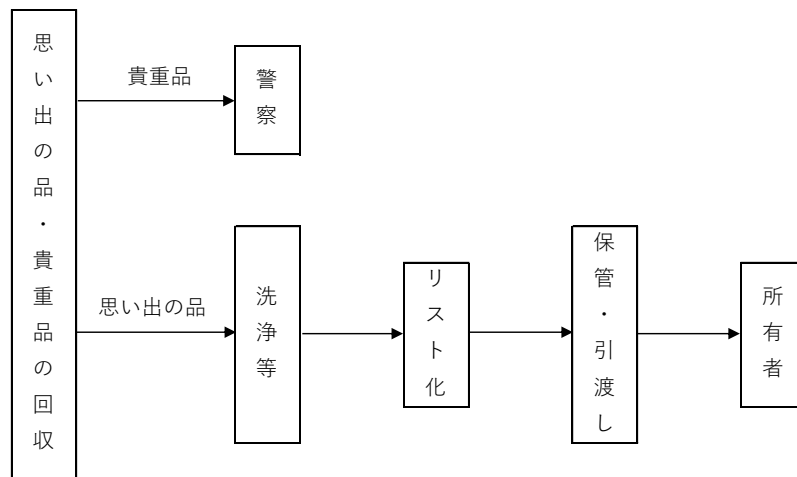 思い出の品・貴重品の回収
貴重品
警察
思い出の品
洗浄等
リスト化
保管・引渡し
所有者